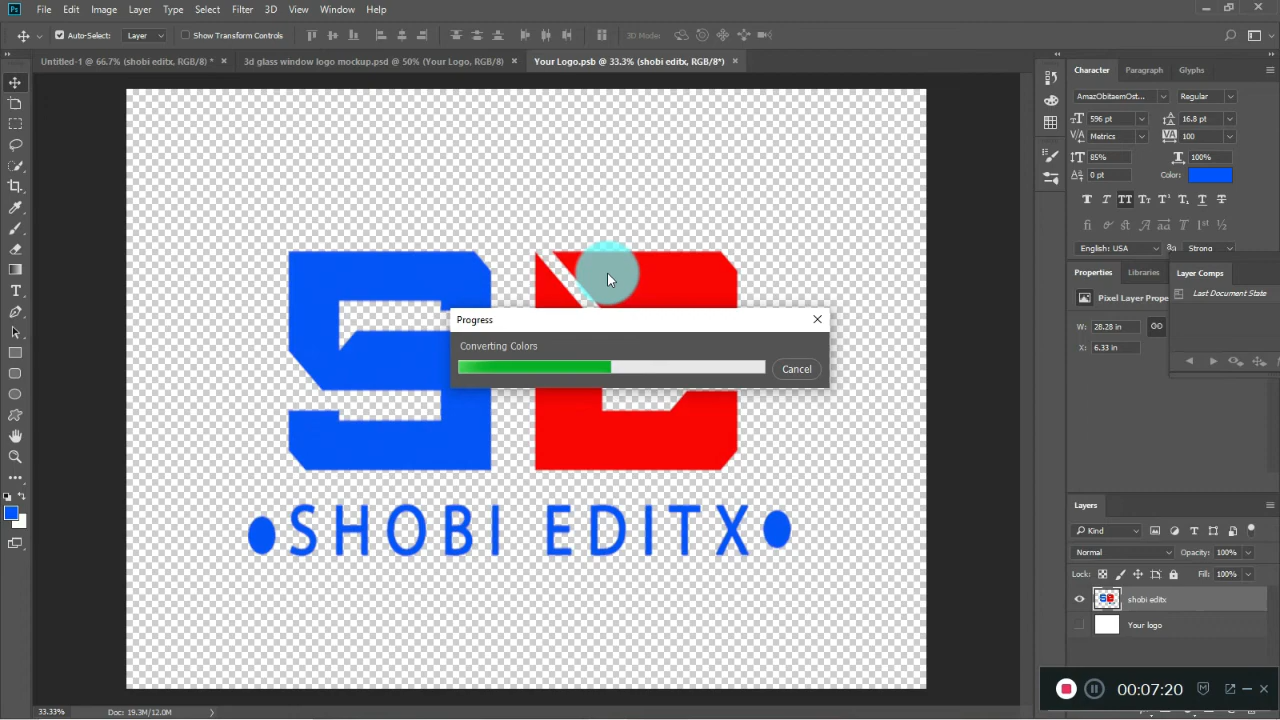 Ps File Edit Image Layer Type Select Filter 3D View Window Help
Auto-Select: Layer Show Transform Controls 3D Mode:
Untitled-1 @ 66.7% (shobi editx, RGB/8) * × 3d glass window logo mockup.psd @ 50% (Your Logo, RGB/8) × Your Logo.psb @ 33.3% (shobi editx, RGB/8*) ×
Character Paragraph Glyphs
AmazObitaemOst... Regular
596 pt 16.8 pt
Metrics 100
85% 100%
0 pt Color:
English: USA Strong
Properties Libraries
Layer Comps
Last Document State
Pixel Layer Prope
W: 28.28 in
X: 6.33 in
SE
Progress
Converting Colors
Cancel
SHOBI EDITX
Layers
Kind
Normal Opacity: 100%
Lock: Fill: 100%
shobi editx
Your logo
00:07:20
33.33% Doc: 19.3M/12.0M